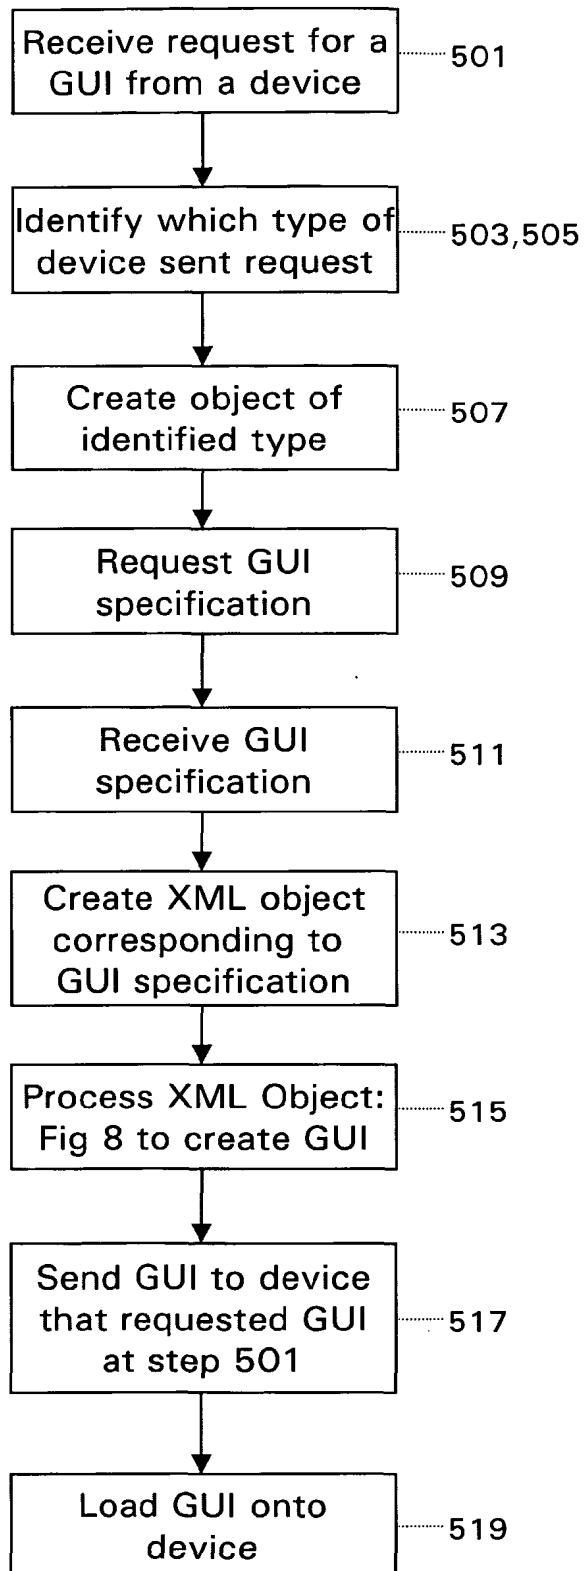 Receive request for a
GUI from a device
501
Identify which type of
device sent request
503,505
Create object of
identified type
507
Request GUI
specification
509
Receive GUI
specification
511
Create XML object
corresponding to
GUI specification
513
Process XML Object:
Fig 8 to create GUI
515
Send GUI to device
that requested GUI
at step 501
517
Load GUI onto
device
519